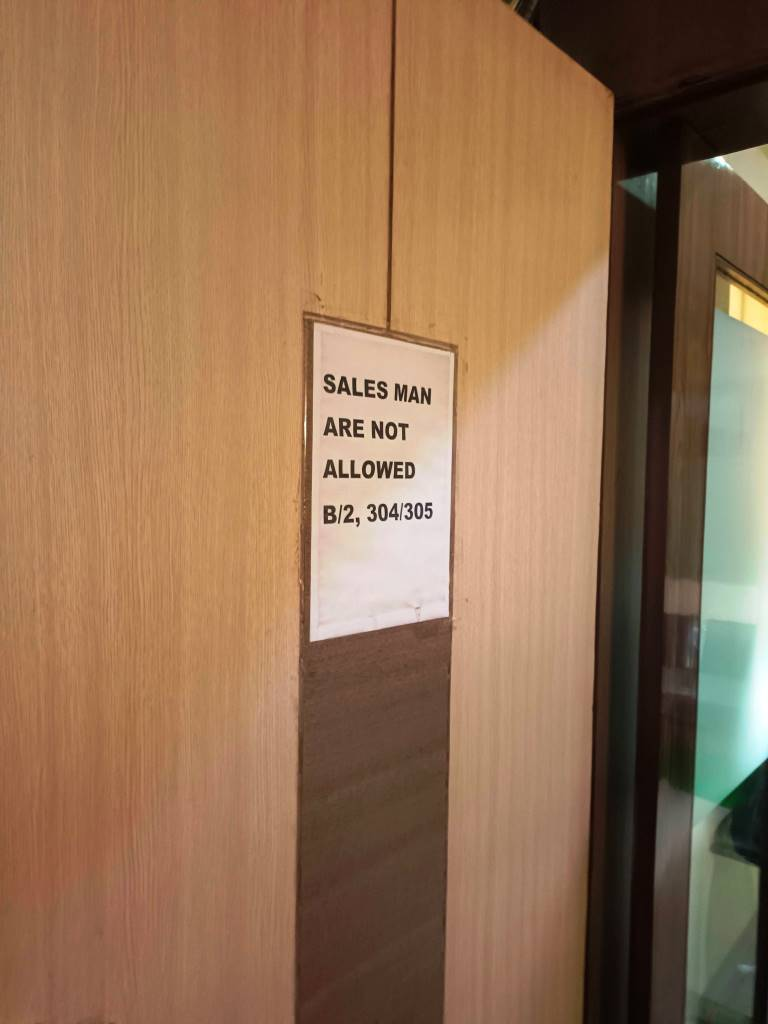 SALES MAN
ARE NOT
ALLOWED
B/2, 304/305